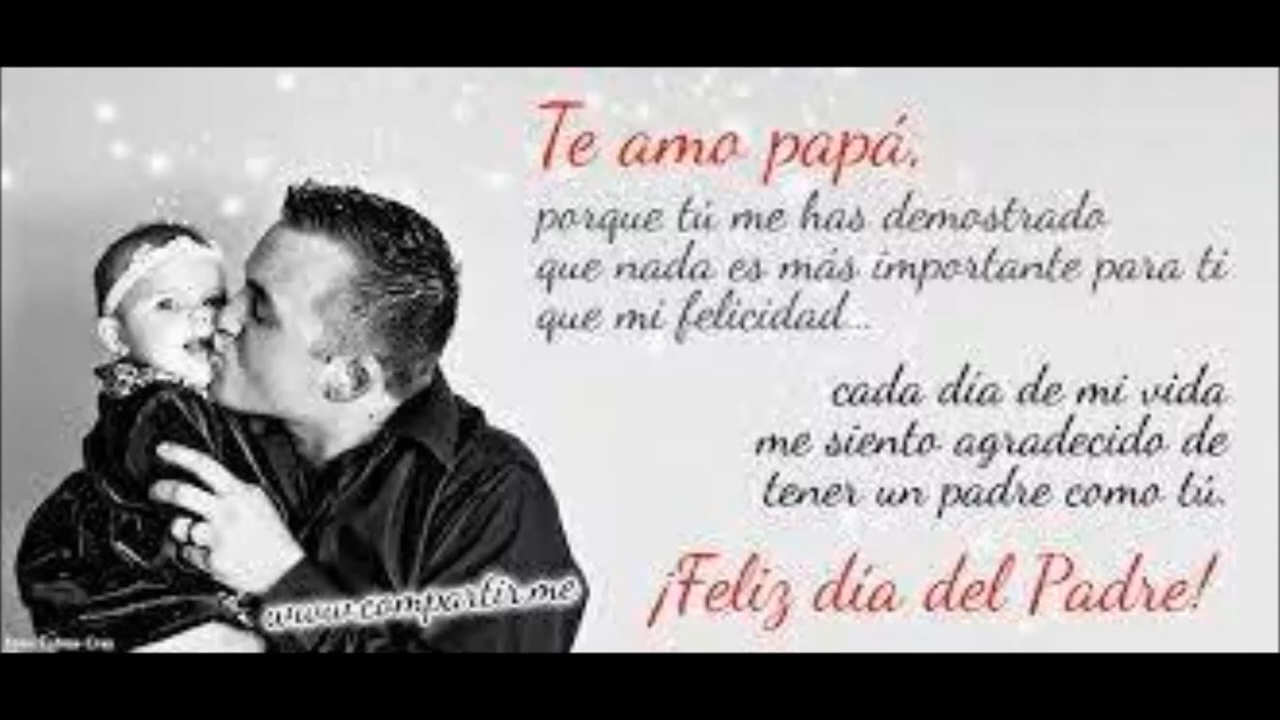 Te amo papá,
porque tú me has demostrado
que nada es más importante para ti
que mi felicidad...
cada día de mi vida
me siento agradecido de
tener un padre como tú.
¡Feliz día del Padre!
www.compartir.me